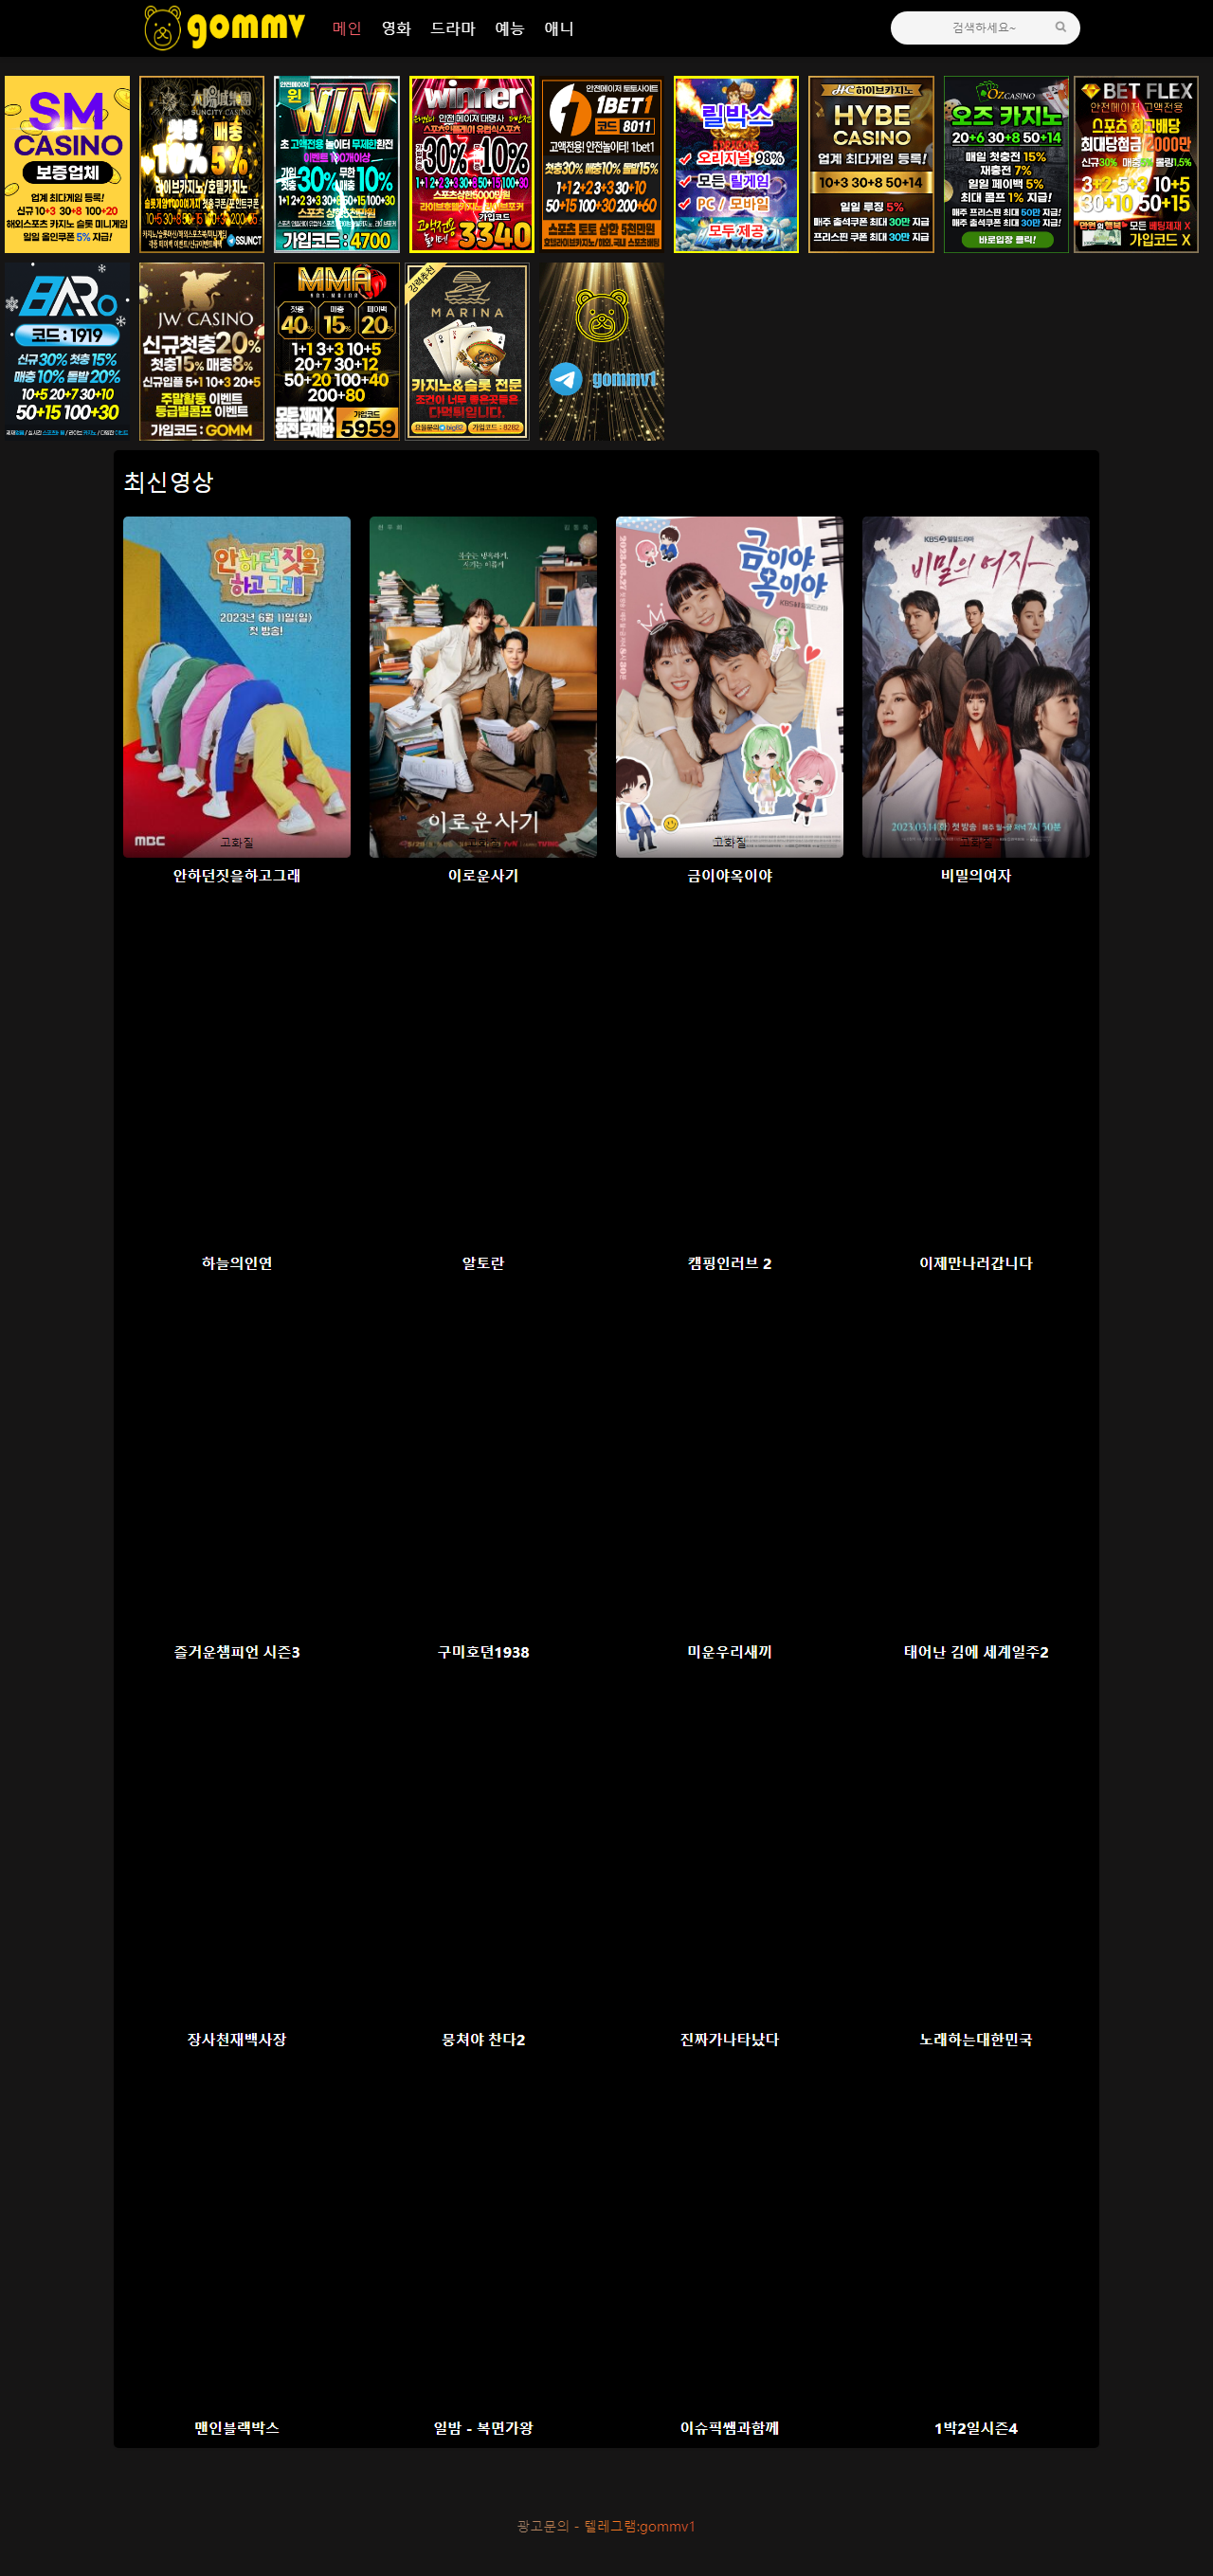 gommv
메인 영화 드라마 예능 애니
검색하세요~
SM
CASINO
보증업체
업계 최다게임 등록!
신규 10+3 30+8 100+20
해외스포츠 카지노 슬롯 미니게임
일일 올인쿠폰 5% 지급!
SUNCITY CASINO
매충
10% 5%
라이브카지노/호텔카지노
SSUNCT
안전메이저
윈
WIN
초 고액전용 놀이터 무제한환전
가입첫충 30% 무한매충 10%
1+1 2+2 3+3 30+8 50+15 100+30
가입코드 : 4700
winner
안전 메이저 대명사
30% 10%
1+1 2+2 3+3 30+8 50+15 100+30
스포츠상한5000만원
가입코드
3340
안전메이저 토토사이트
1BET1
코드 8011
고액전용! 안전놀이터! 1bet1
첫충30% 매충10% 돌발15%
1+1 2+2 3+3 30+10
50+15 100+30 200+60
스포츠 토토 상한 5천만원
릴박스
오리지널 98%
모든 릴게임
PC / 모바일
모두 제공
HC하이브카지노
HYBE
CASINO
업계 최다게임 등록!
10+3 30+8 50+14
일일 루징 5%
매주 출석쿠폰 최대 30만 지급
프리스핀 쿠폰 최대 30만 지급
Oz CASINO
오즈 카지노
20+6 30+8 50+14
매일 첫충전 15%
재충전 7%
일일 페이백 5%
최대 콤프 1% 지급!
매주 프리스핀 최대 50만 지급!
매주 출석쿠폰 최대 30만 지급!
바로입장 클릭!
BET FLEX
안전메이저 고액전용
스포츠 최고배당
최대당첨금 2000만
신규30% 매충5% 롤링1,5%
3+2 5+3 10+5
30+10 50+15
모든 베팅제재 X
가입코드 X
BARO
코드 : 1919
신규 30% 첫충 15%
매충 10% 돌발 20%
10+5 20+7 30+10
50+15 100+30
JW CASINO
신규첫충20%
첫충15% 매충8%
신규입플 5+1 10+3 20+5
주말활동 이벤트
등급별콤프 이벤트
가입코드 : GOMM
MMA
첫충 매충 페이백
40% 15% 20%
1+1 3+3 10+5
20+7 30+12
50+20 100+40
200+80
모든제재 X
환전무제한
가입코드
5959
강력추천
MARINA
카지노&슬롯 전문
조건이 너무 좋은곳들은
다먹튀입니다.
가입코드 : 8282
gommv1
최신영상
안하던짓을
하고그래
2023년 6월 11일(일)
첫 방송!
MBC
고화질
이로운사기
금이야
옥이야
고화질
KBS2 일일드라마
비밀의 여자
2023.03.14(화) 첫 방송 매주 월-금 저녁 7시 50분
고화질
안하던짓을하고그래 이로운사기 금이야옥이야 비밀의여자
하늘의인연 알토란 캠핑인러브 2 이제만나러갑니다
즐거운챔피언 시즌3 구미호뎐1938 미운우리새끼 태어난 김에 세계일주2
장사천재백사장 뭉쳐야 찬다2 진짜가나타났다 노래하는대한민국
맨인블랙박스 일밤 - 복면가왕 이슈픽쌤과함께 1박2일시즌4
광고문의 - 텔레그램:gommv1